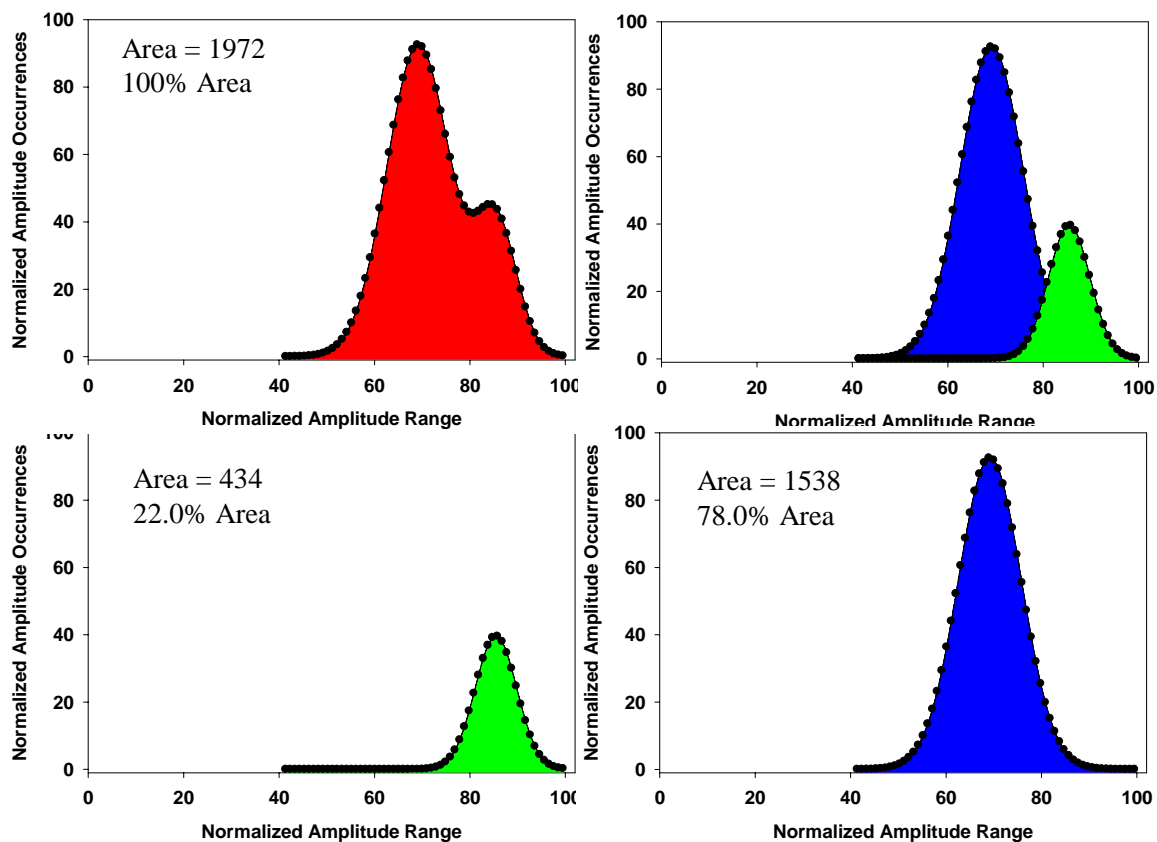 Normalized Amplitude Occurrences
100
80
60
40
20
0
Area = 1972
100% Area
0 20 40 60 80 100
Normalized Amplitude Range
Normalized Amplitude Occurrences
100
80
60
40
20
0
0 20 40 60 80 100
Normalized Amplitude Range
Normalized Amplitude Occurrences
100
80
60
40
20
0
Area = 434
22.0% Area
0 20 40 60 80 100
Normalized Amplitude Range
Normalized Amplitude Occurrences
100
80
60
40
20
0
Area = 1538
78.0% Area
0 20 40 60 80 100
Normalized Amplitude Range